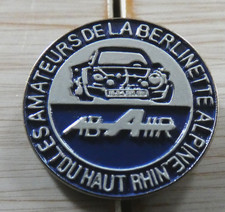 LES AMATEURS DE LA BERLINETTE ALPINE
DU HAUT RHIN